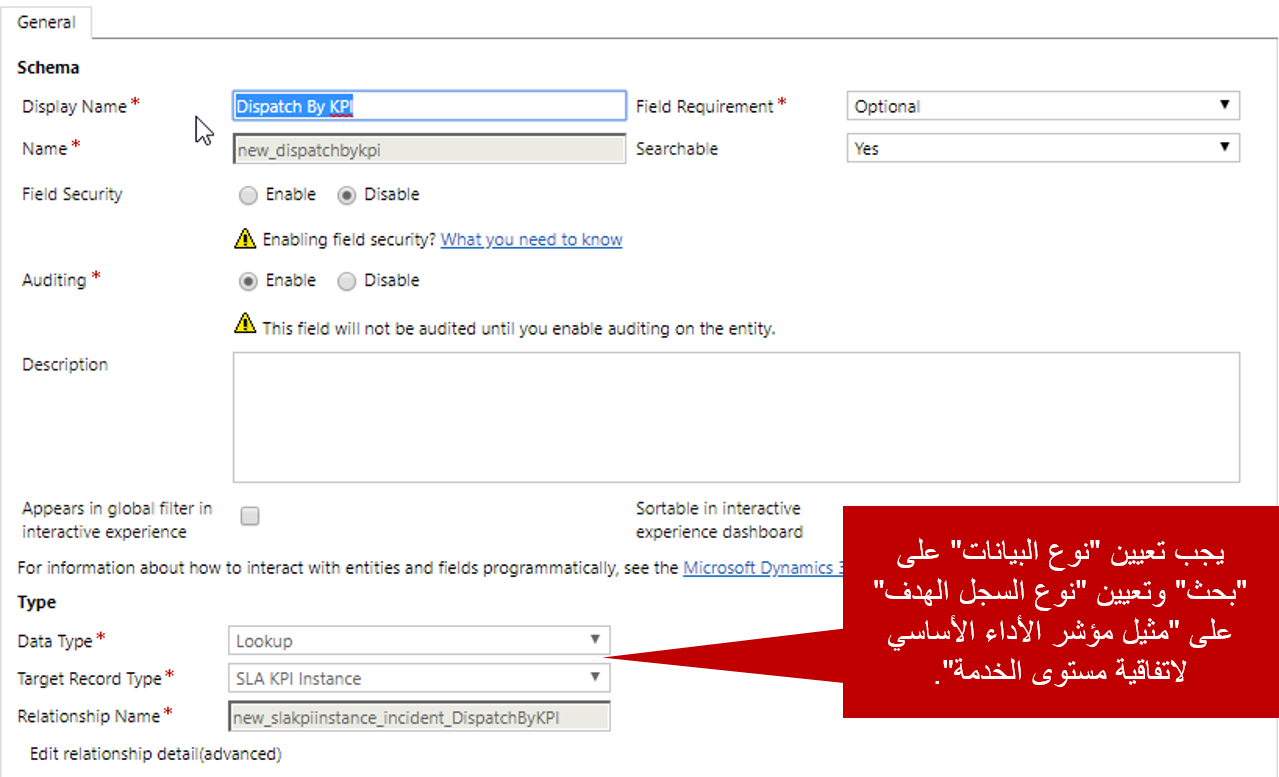 General
Schema
Display Name *
Dispatch By KPI
Field Requirement *
Optional
Name *
new_dispatchbykpi
Searchable
Yes
Field Security
Enable
Disable
Enabling field security? What you need to know
Auditing *
Enable
Disable
This field will not be audited until you enable auditing on the entity.
Description
Appears in global filter in
interactive experience
Sortable in interactive
experience dashboard
For information about how to interact with entities and fields programmatically, see the Microsoft Dynamics
يجب تعيين "نوع البيانات" على
"بحث" وتعيين "نوع السجل الهدف"
على "مثيل مؤشر الأداء الأساسي
لاتفاقية مستوى الخدمة".
Type
Data Type *
Lookup
Target Record Type *
SLA KPI Instance
Relationship Name *
new_slakpiinstance_incident_DispatchByKPI
Edit relationship detail(advanced)